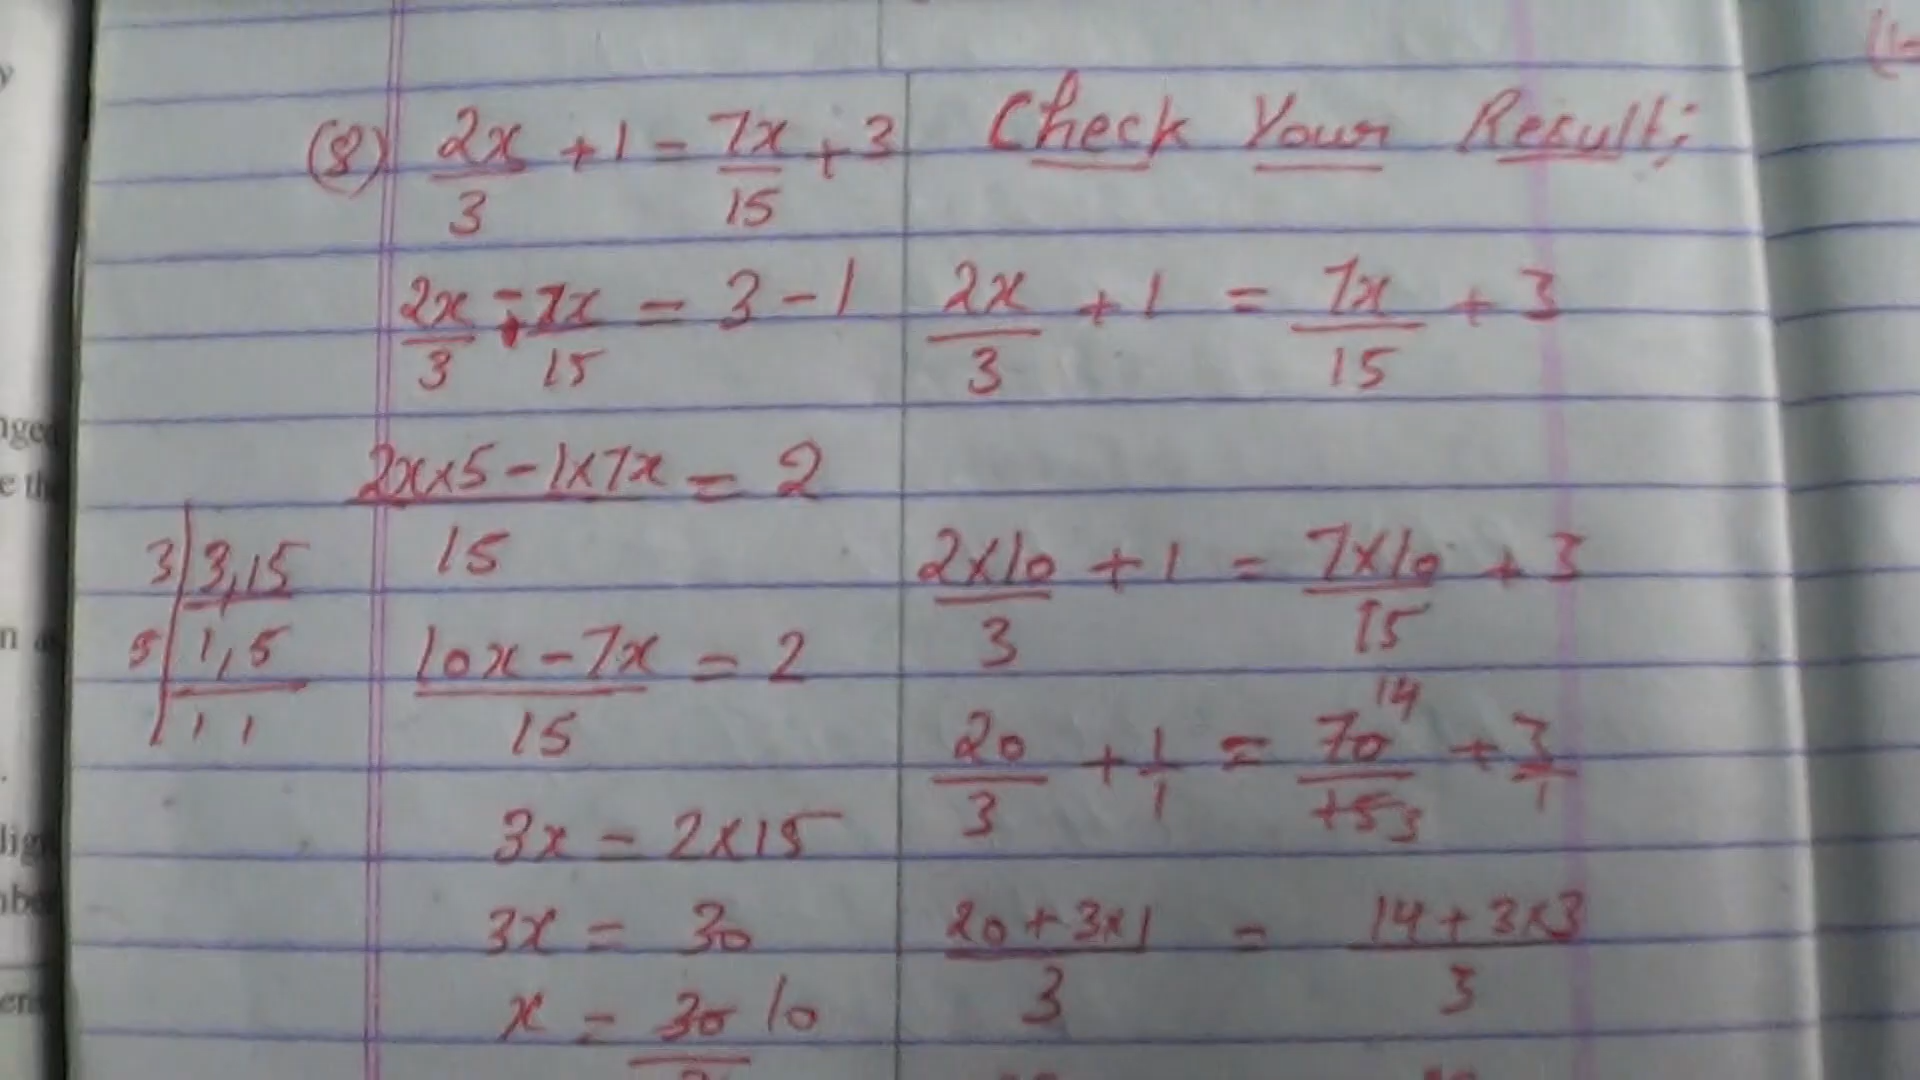 (8) 2x/3 + 1 = 7x/15 + 3
2x/3 - 7x/15 = 3 - 1
2x×5 - 1×7x = 2
15
3 3,15
5 1,5
1 1
10x - 7x = 2
15
3x = 2×15
3x = 30
x = 30 10
Check Your Result;
2x/3 + 1 = 7x/15 + 3
2×10/3 + 1 = 7×10/15 + 3
20/3 + 1/1 = 70 14/15 3 + 3/1
20 + 3×1 = 14 + 3×3
3 3